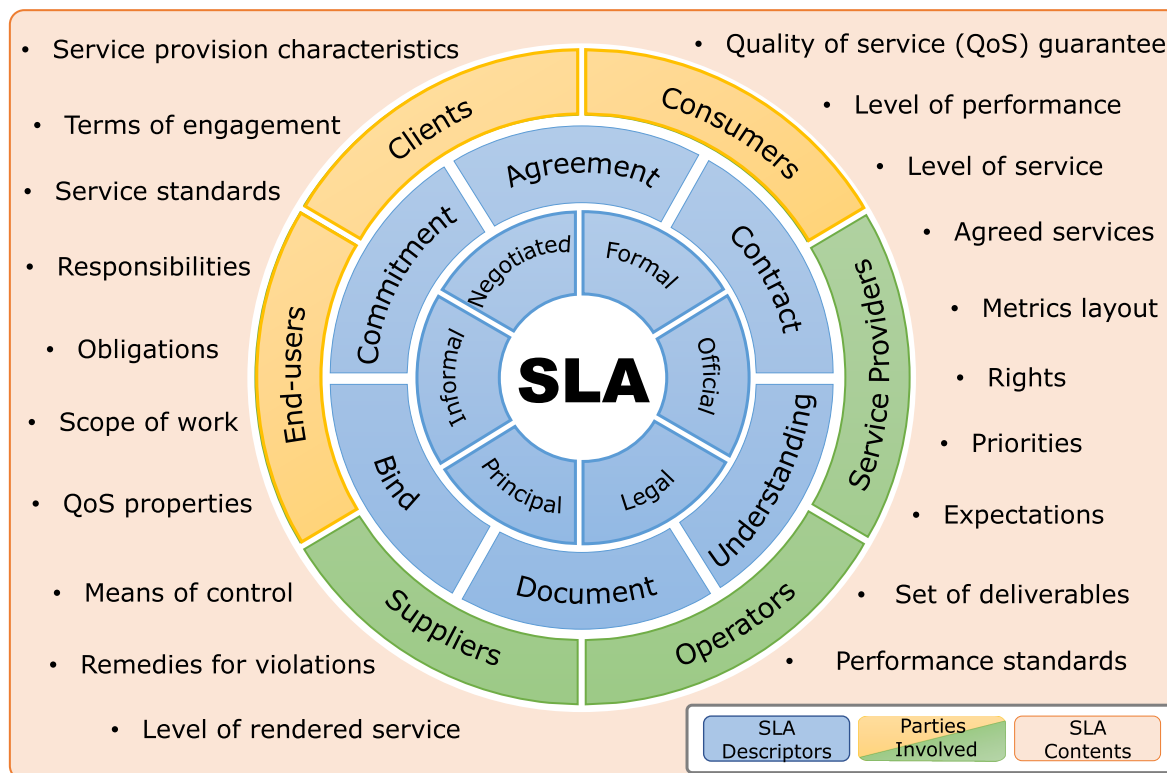 • Service provision characteristics
• Terms of engagement
• Service standards
• Responsibilities
• Obligations
• Scope of work
• QoS properties
• Means of control
• Remedies for violations
• Level of rendered service
• Quality of service (QoS) guarantee
• Level of performance
• Level of service
• Agreed services
• Metrics layout
• Rights
• Priorities
• Expectations
• Set of deliverables
• Performance standards
Clients
Consumers
Service Providers
Operators
Suppliers
End-users
Agreement
Contract
Understanding
Document
Bind
Commitment
Negotiated
Formal
Official
Legal
Principal
Informal
SLA
SLA
Descriptors
Parties
Involved
SLA
Contents